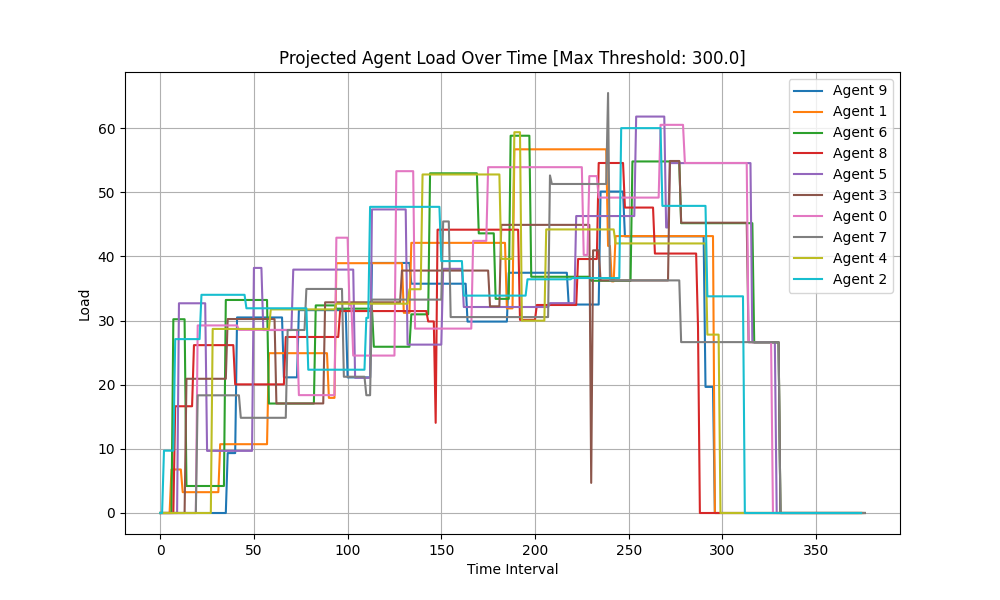 Projected Agent Load Over Time [Max Threshold: 300.0]
Load
60
50
40
30
20
10
0
0 50 100 150 200 250 300 350
Time Interval
Agent 9
Agent 1
Agent 6
Agent 8
Agent 5
Agent 3
Agent 0
Agent 7
Agent 4
Agent 2